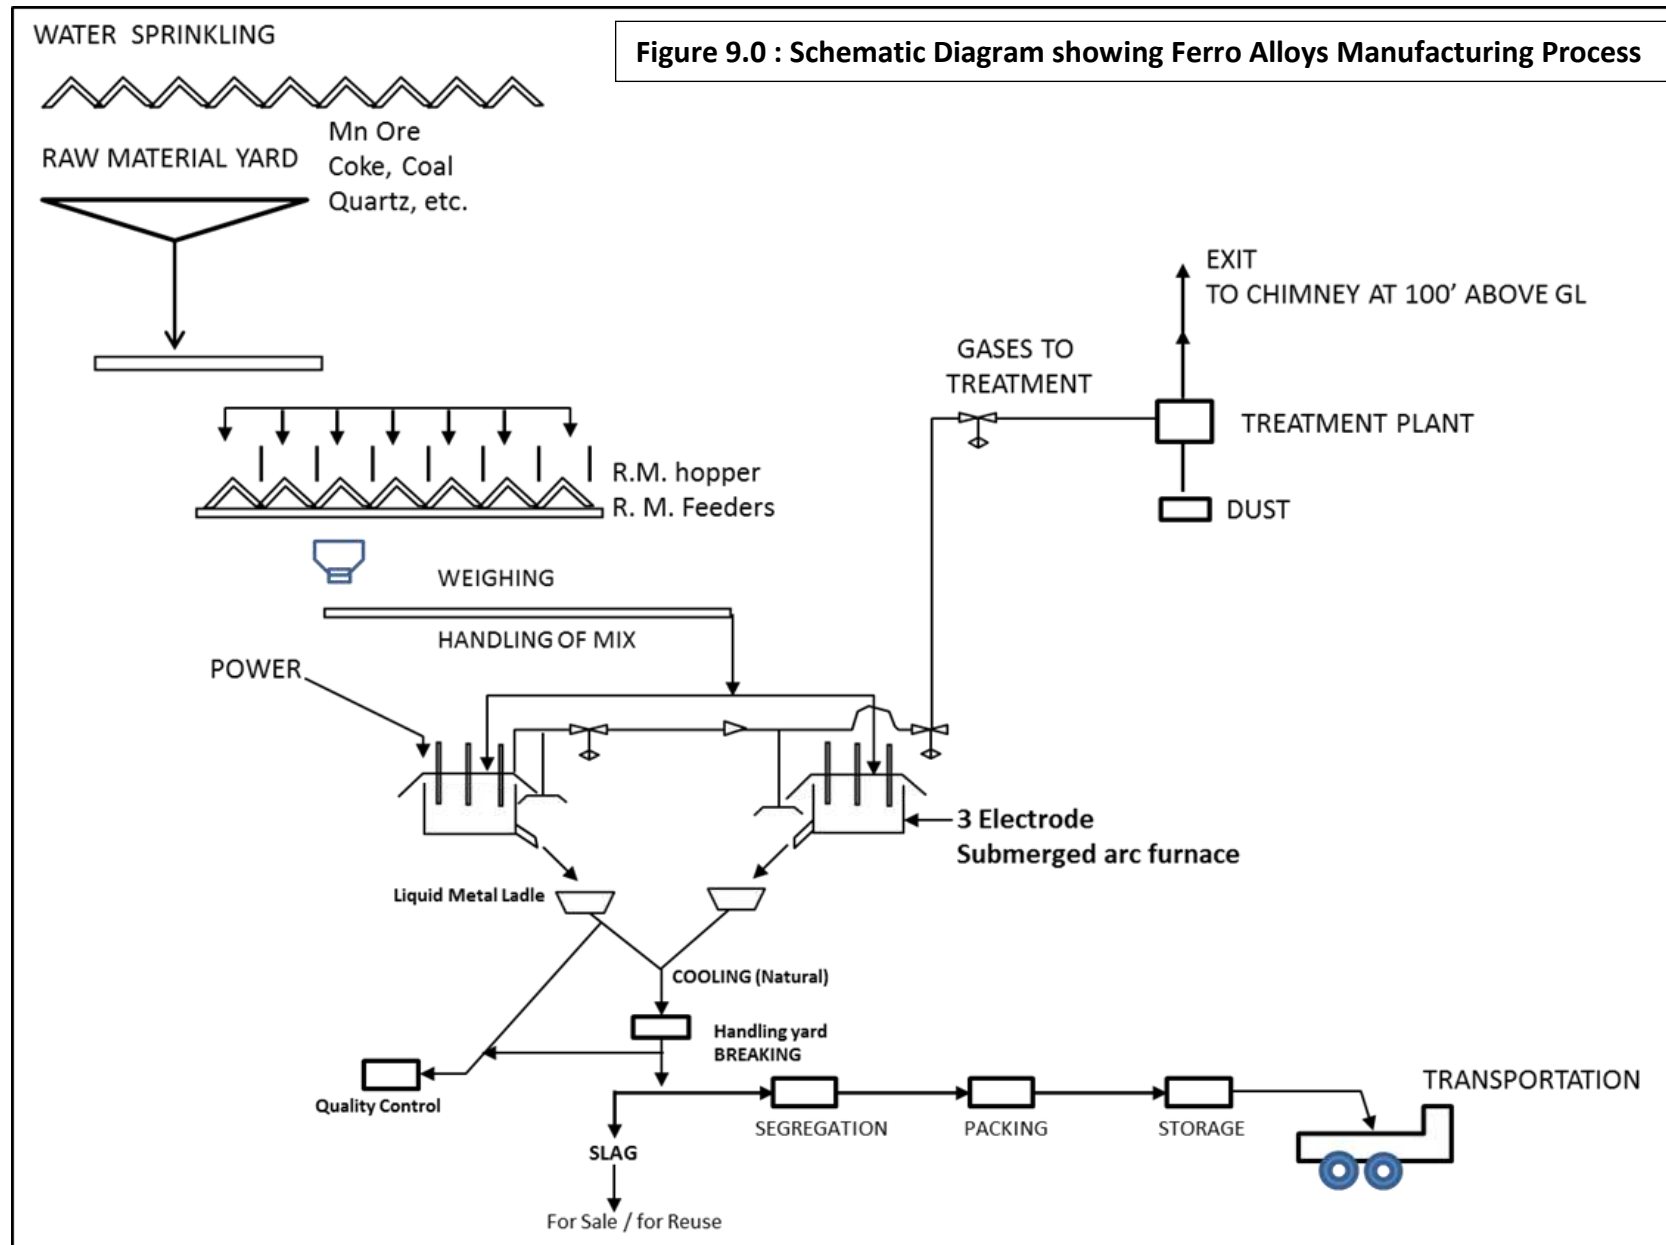 WATER SPRINKLING
Figure 9.0 : Schematic Diagram showing Ferro Alloys Manufacturing Process
RAW MATERIAL YARD
Mn Ore
Coke, Coal
Quartz, etc.
EXIT
TO CHIMNEY AT 100’ ABOVE GL
GASES TO
TREATMENT
TREATMENT PLANT
DUST
R.M. hopper
R. M. Feeders
WEIGHING
HANDLING OF MIX
POWER
3 Electrode
Submerged arc furnace
Liquid Metal Ladle
COOLING (Natural)
Handling yard
BREAKING
Quality Control
SEGREGATION
PACKING
STORAGE
TRANSPORTATION
SLAG
For Sale / for Reuse